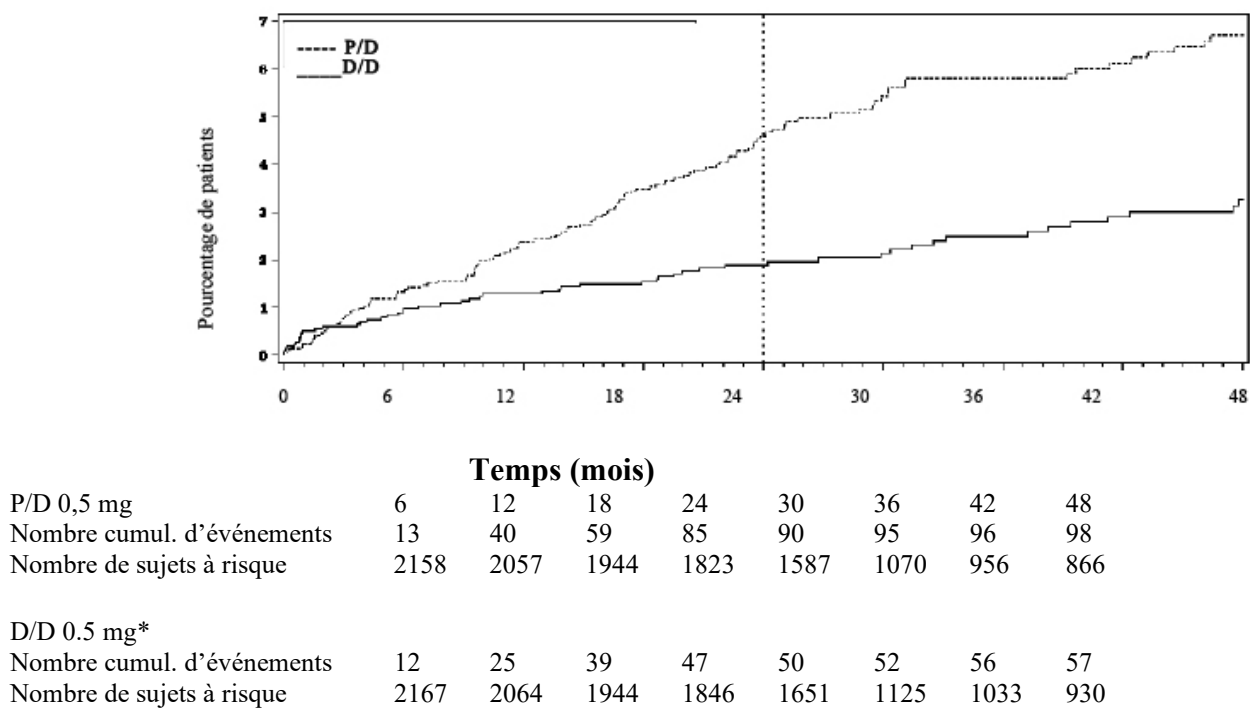 7
P/D
D/D
6
5
4
3
2
1
0
Pourcentage de patients
0 6 12 18 24 30 36 42 48
Temps (mois)
P/D 0,5 mg 6 12 18 24 30 36 42 48
Nombre cumul. d’événements 13 40 59 85 90 95 96 98
Nombre de sujets à risque 2158 2057 1944 1823 1587 1070 956 866
D/D 0.5 mg*
Nombre cumul. d’événements 12 25 39 47 50 52 56 57
Nombre de sujets à risque 2167 2064 1944 1846 1651 1125 1033 930